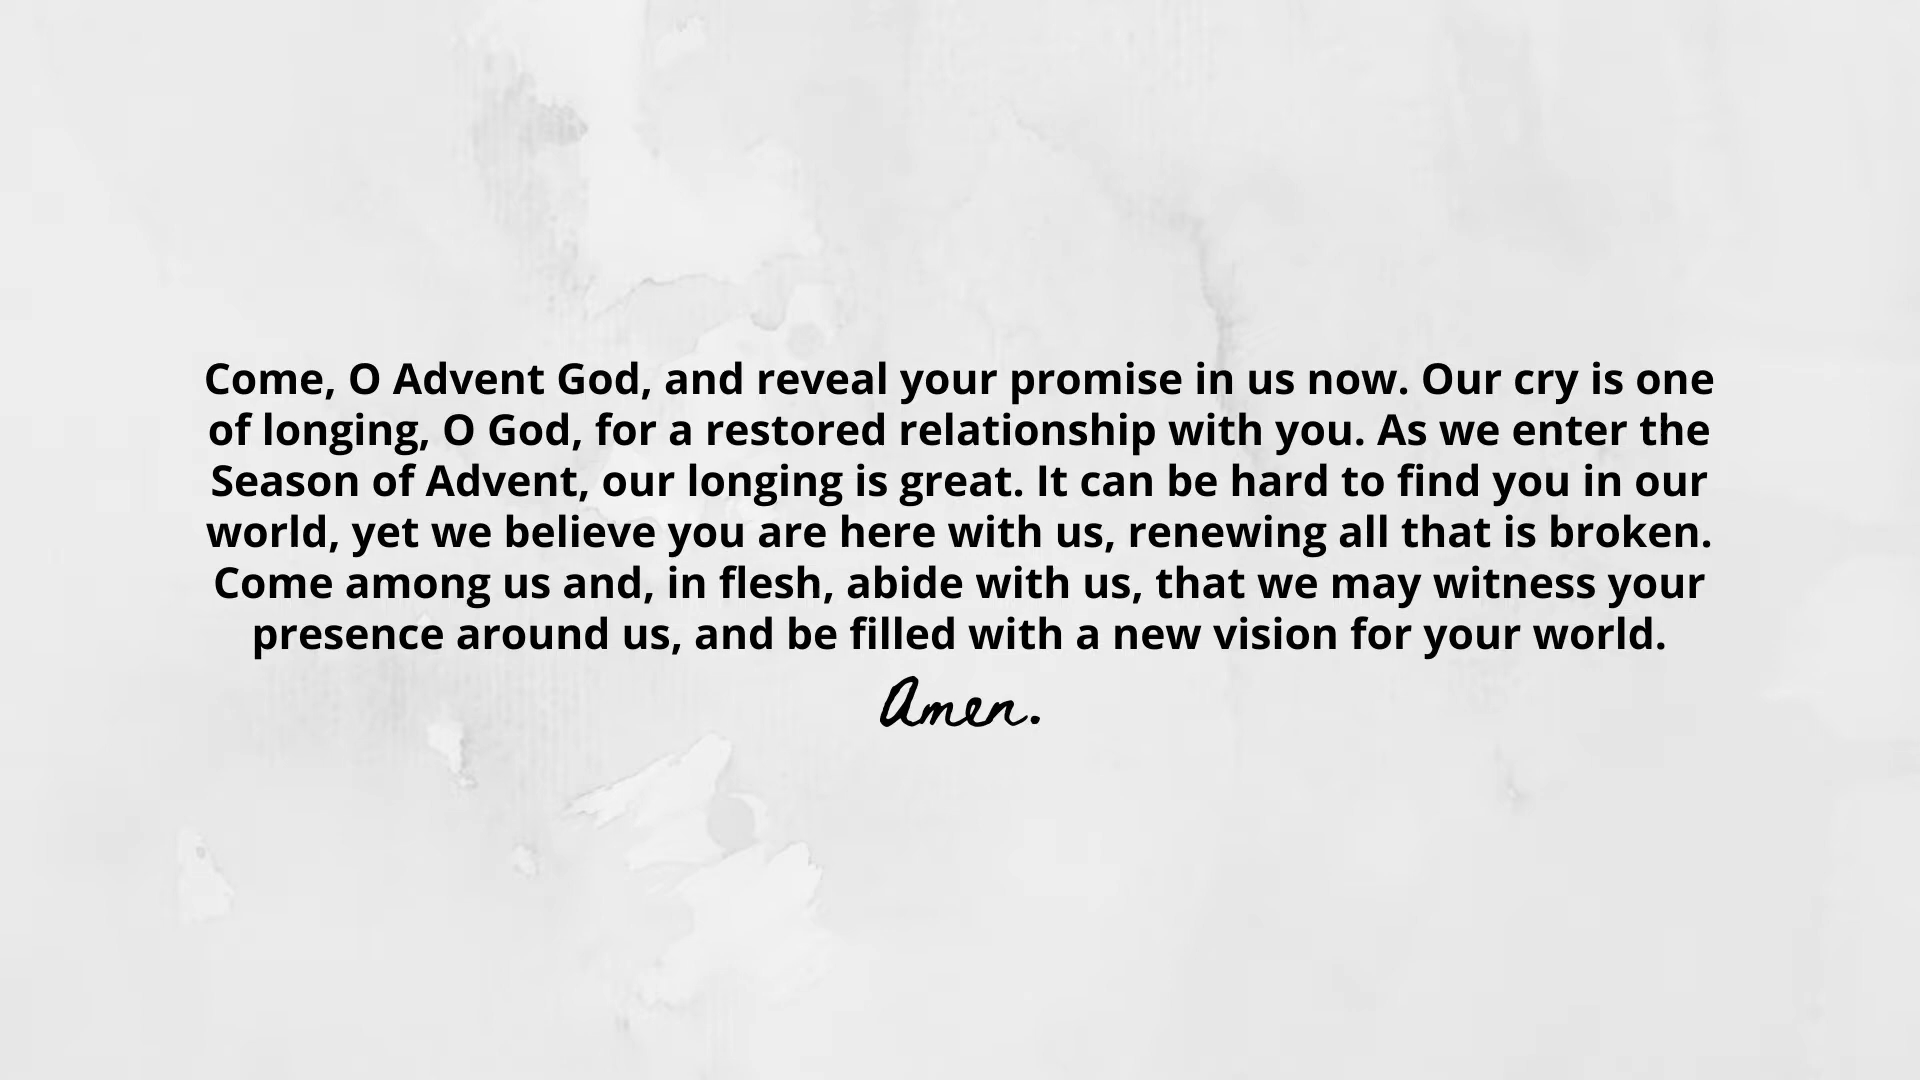 Come, O Advent God, and reveal your promise in us now. Our cry is one
of longing, O God, for a restored relationship with you. As we enter the
Season of Advent, our longing is great. It can be hard to find you in our
world, yet we believe you are here with us, renewing all that is broken.
Come among us and, in flesh, abide with us, that we may witness your
presence around us, and be filled with a new vision for your world.
Amen.